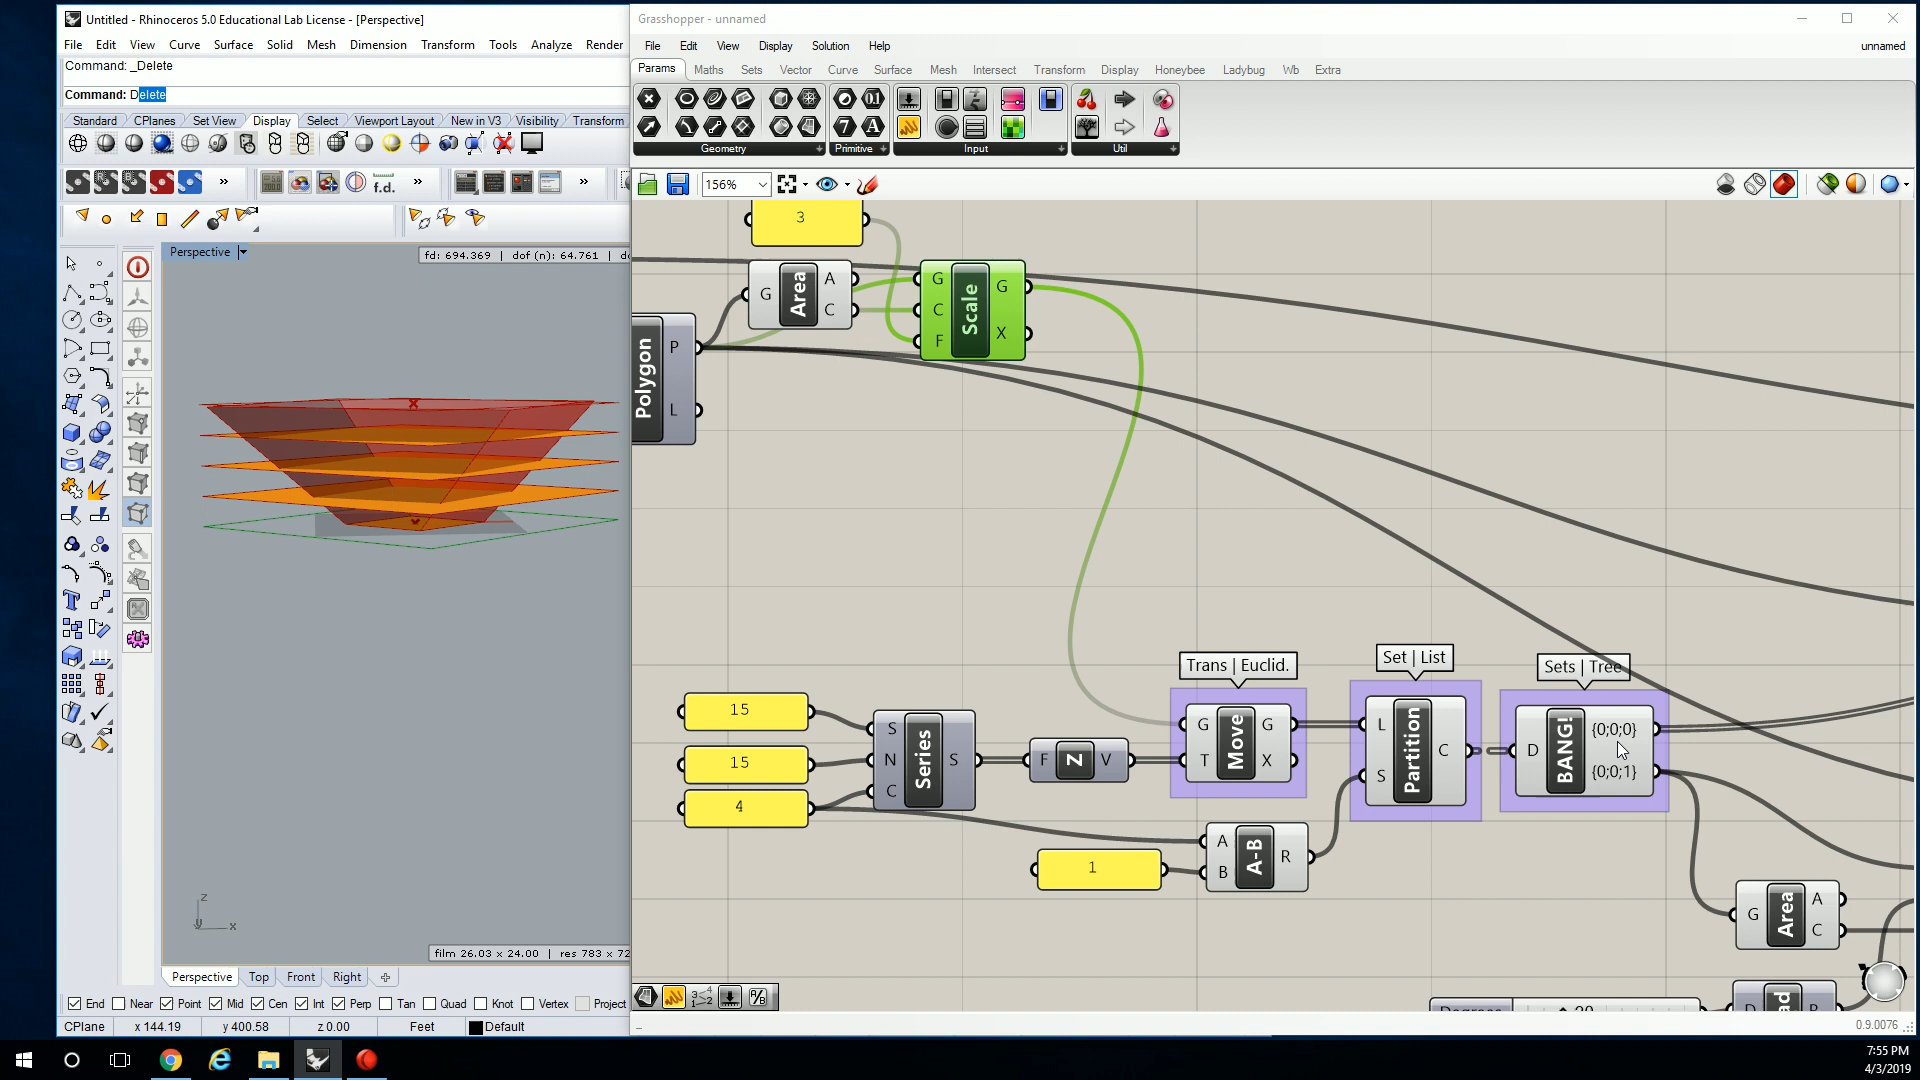 Untitled - Rhinoceros 5.0 Educational Lab License - [Perspective]
File Edit View Curve Surface Solid Mesh Dimension Transform Tools Analyze Render
Command: _Delete
Command: Delete
Standard CPlanes Set View Display Select Viewport Layout New in V3 Visibility Transform
f.d.
Perspective
fd: 694.369 | dof (n): 64.761 |
film 26.03 x 24.00 | res 783 x 72
z
y
x
Perspective Top Front Right
End Near Point Mid Cen Int Perp Tan Quad Knot Vertex Project
CPlane x 144.19 y 400.58 z 0.00 Feet Default
Grasshopper - unnamed
File Edit View Display Solution Help
unnamed
Params Maths Sets Vector Curve Surface Mesh Intersect Transform Display Honeybee Ladybug Wb Extra
Geometry Primitive Input Util
156%
3
G Area A C
G C F Scale G X
Polygon P L
Trans | Euclid.
Set | List
Sets | Tree
15
15
4
S N C Series S
F Z V
G T Move G X
L S Partition C
D BANG! {0;0;0} {0;0;1}
1
A B A-B R
G Area A C
0.9.0076
7:55 PM
4/3/2019